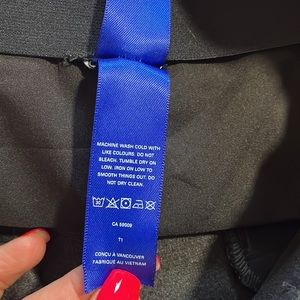 MACHINE WASH COLD WITH
LIKE COLOURS. DO NOT
BLEACH. TUMBLE DRY ON
LOW. IRON ON LOW TO
SMOOTH THINGS OUT. DO
NOT DRY CLEAN.
CA 59509
T1
CONÇU A VANCOUVER
FABRIQUÉ AU VIETNAM